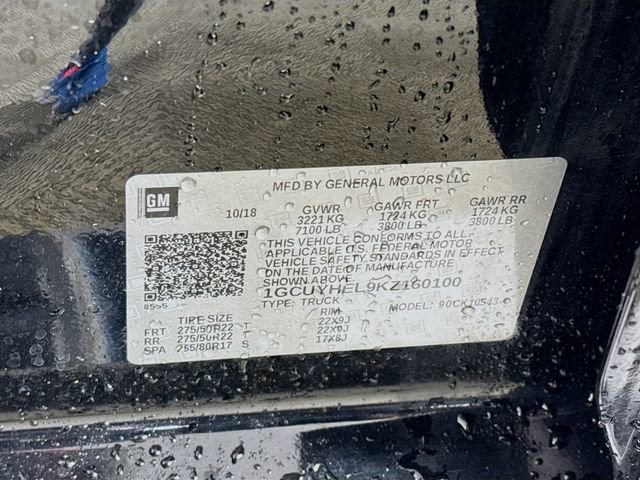 MFD BY GENERAL MOTORS LLC
GM
10/18 GVWR GAWR FRT GAWR RR
3221 KG 1724 KG 1724 KG
7100 LB 3800 LB 3800 LB
THIS VEHICLE CONFORMS TO ALL
APPLICABLE U.S. FEDERAL MOTOR
VEHICLE SAFETY STANDARDS IN EFFECT
ON THE DATE OF MANUFACTURE
SHOWN ABOVE.
1GCUYHEL9KZ160100
8555
TYPE: TRUCK MODEL: 90CK10543
TIRE SIZE RIM
FRT 275/50R22 T 22X9J
RR 275/50R22 T 22X9J
SPA 255/80R17 S 17X8J